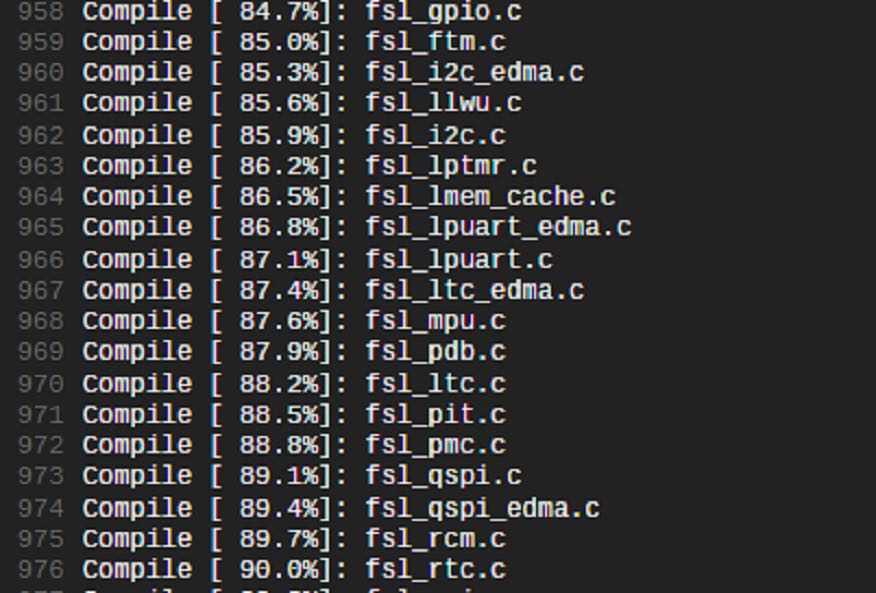 958 Compile [ 84.7%]: fsl_gpio.c
959 Compile [ 85.0%]: fsl_ftm.c
960 Compile [ 85.3%]: fsl_i2c_edma.c
961 Compile [ 85.6%]: fsl_llwu.c
962 Compile [ 85.9%]: fsl_i2c.c
963 Compile [ 86.2%]: fsl_lptmr.c
964 Compile [ 86.5%]: fsl_lmem_cache.c
965 Compile [ 86.8%]: fsl_lpuart_edma.c
966 Compile [ 87.1%]: fsl_lpuart.c
967 Compile [ 87.4%]: fsl_ltc_edma.c
968 Compile [ 87.6%]: fsl_mpu.c
969 Compile [ 87.9%]: fsl_pdb.c
970 Compile [ 88.2%]: fsl_ltc.c
971 Compile [ 88.5%]: fsl_pit.c
972 Compile [ 88.8%]: fsl_pmc.c
973 Compile [ 89.1%]: fsl_qspi.c
974 Compile [ 89.4%]: fsl_qspi_edma.c
975 Compile [ 89.7%]: fsl_rcm.c
976 Compile [ 90.0%]: fsl_rtc.c